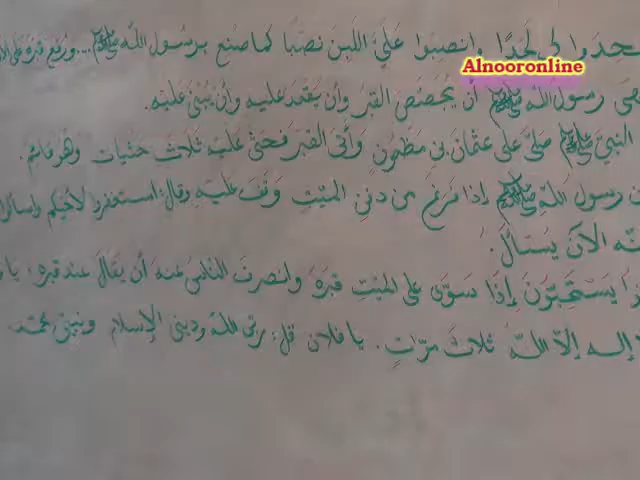 الحدوا لي لحدًا وانصبوا عليَّ اللبن نصبًا كما صنع برسول الله ﷺ... ورفع قبره
Alnooronline
نهى رسول الله ﷺ أن يجصص القبر وأن يقعد عليه وأن يبنى عليه.
النبي ﷺ صلى على عثمان بن مظعون وأتى القبر فحثى عليه ثلاث حثيات وهو قائم.
رسول الله ﷺ إذا فرغ من دفن الميت وقف عليه وقال: استغفروا لأخيكم واسألوا
الآن يسأل.
يستحبون إذا سوى على الميت قبره وانصرف الناس عنه أن يقال عند قبره: يا
إله إلا الله ثلاث مرات. يا فلان قل: ربي الله وديني الإسلام ونبيي محمد